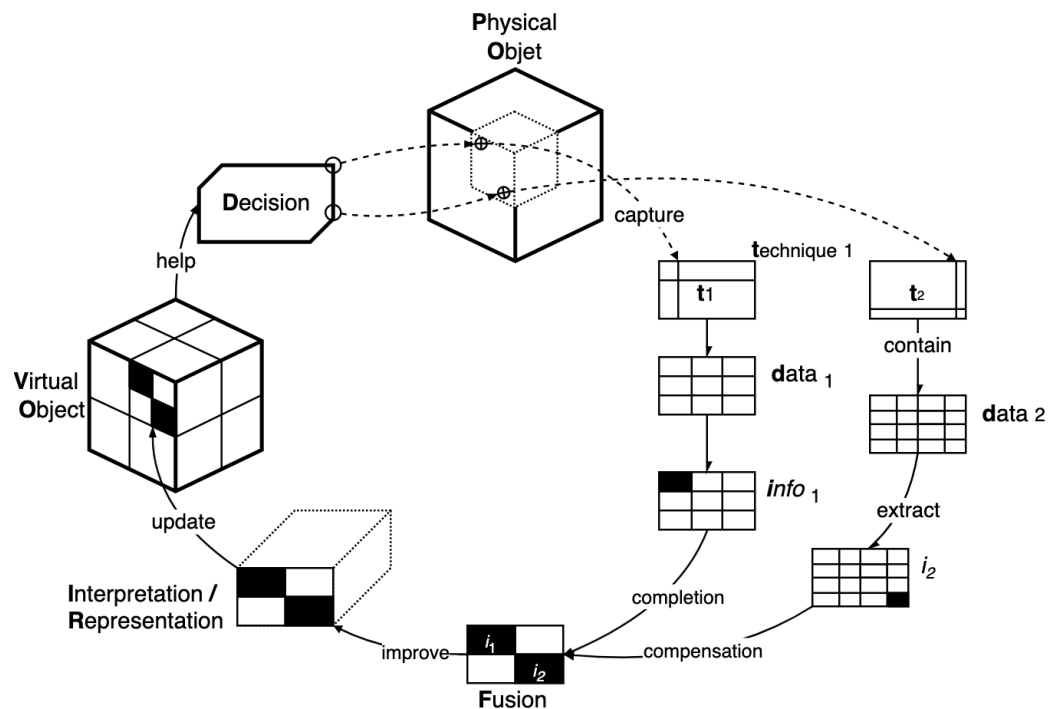 Physical
Objet
Decision
capture
help
technique 1
t1
t2
contain
Virtual
Object
data 1
data 2
info 1
extract
update
i2
Interpretation /
Representation
completion
i1
improve
compensation
i2
Fusion